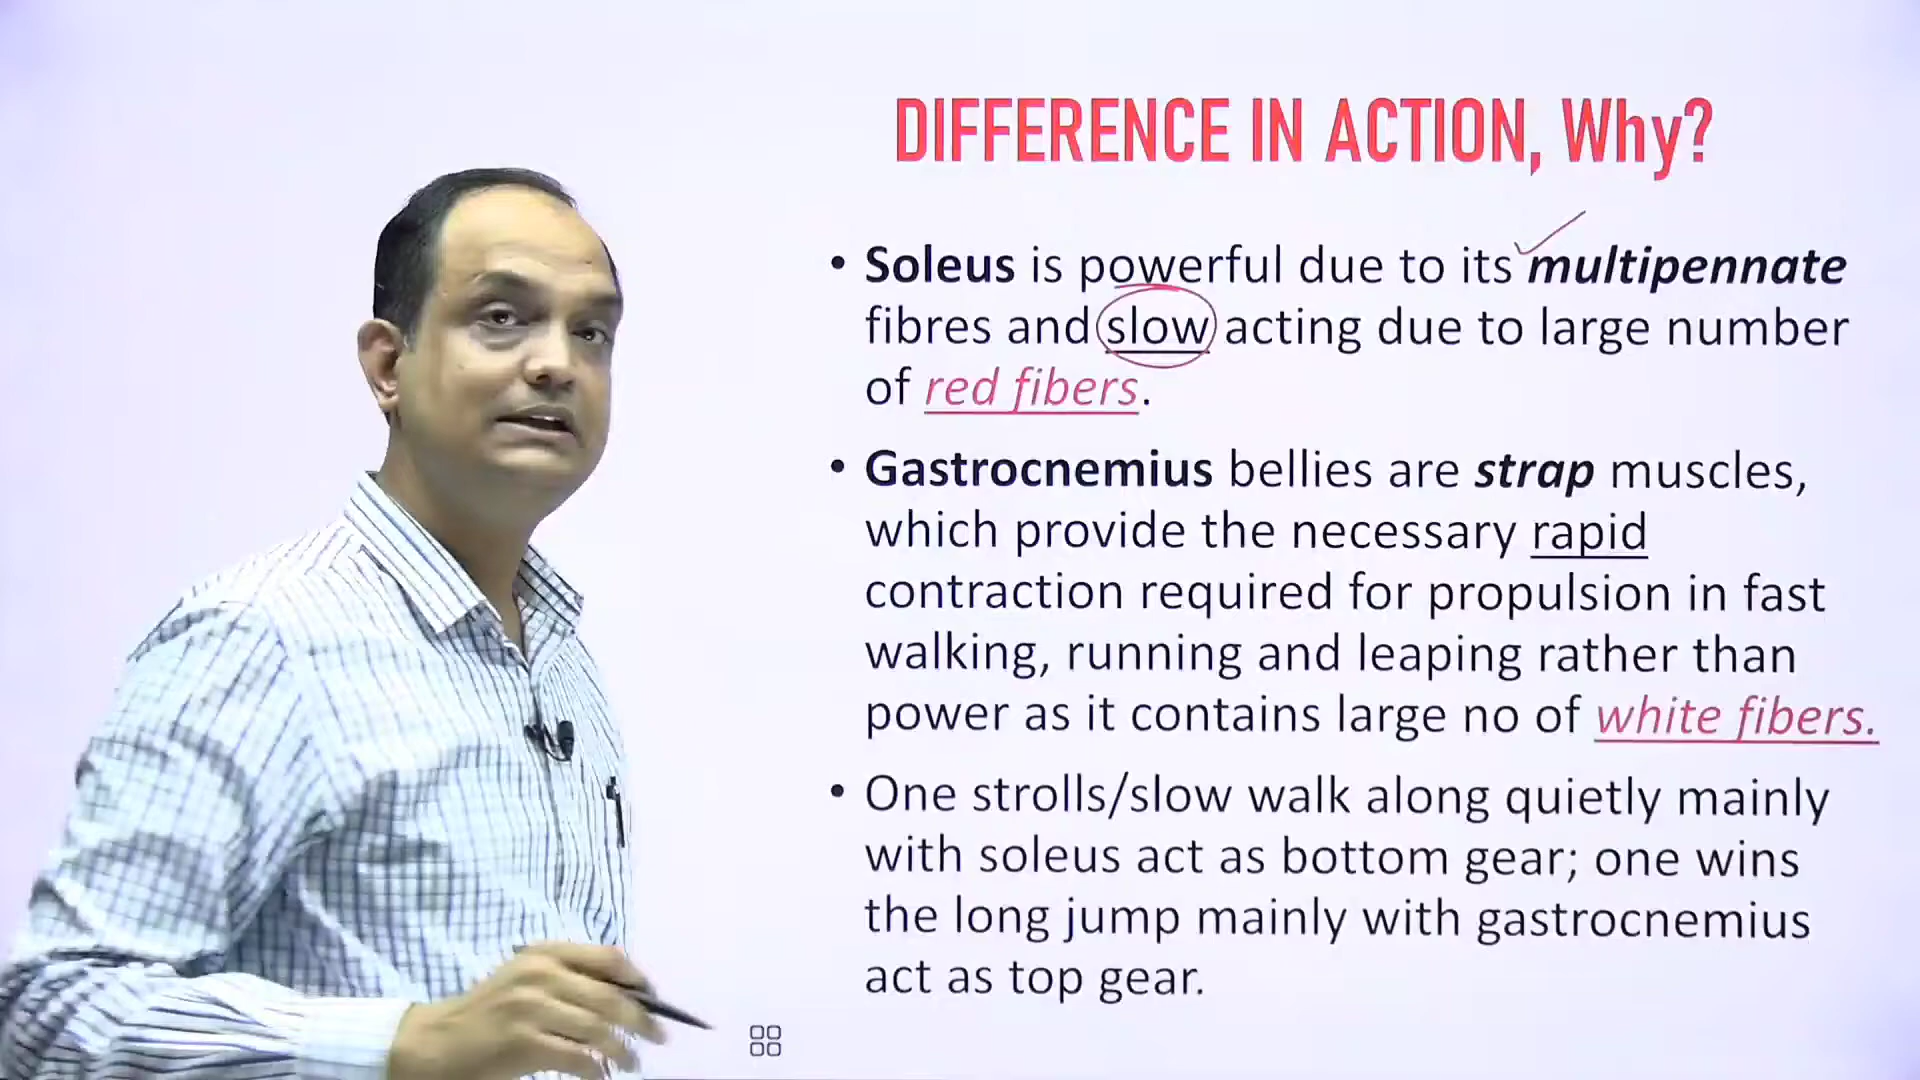 DIFFERENCE IN ACTION, Why?
• Soleus is powerful due to its multipennate
fibres and slow acting due to large number
of red fibers.
• Gastrocnemius bellies are strap muscles,
which provide the necessary rapid
contraction required for propulsion in fast
walking, running and leaping rather than
power as it contains large no of white fibers.
• One strolls/slow walk along quietly mainly
with soleus act as bottom gear; one wins
the long jump mainly with gastrocnemius
act as top gear.